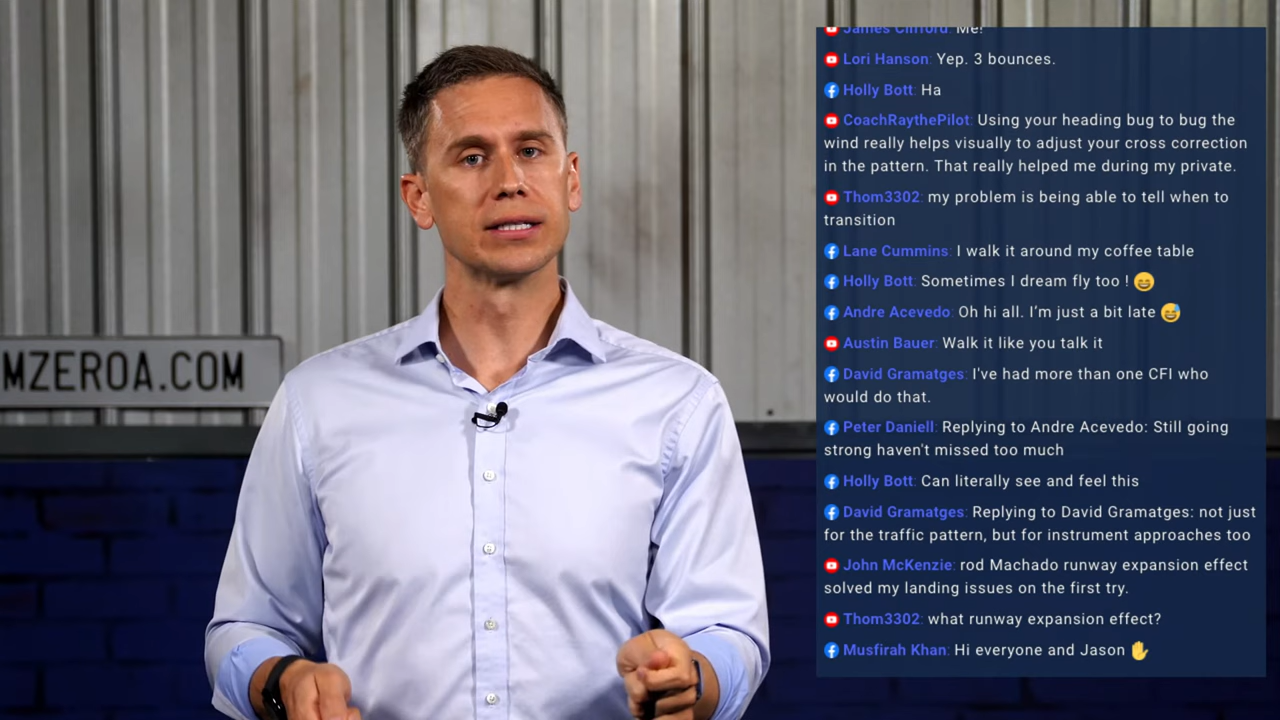 MZEROA.COM
James Clifford: Me!
Lori Hanson: Yep. 3 bounces.
Holly Bott: Ha
CoachRaythePilot: Using your heading bug to bug the
wind really helps visually to adjust your cross correction
in the pattern. That really helped me during my private.
Thom3302: my problem is being able to tell when to
transition
Lane Cummins: I walk it around my coffee table
Holly Bott: Sometimes I dream fly too ! 😄
Andre Acevedo: Oh hi all. I'm just a bit late 😅
Austin Bauer: Walk it like you talk it
David Gramatges: I've had more than one CFI who
would do that.
Peter Daniell: Replying to Andre Acevedo: Still going
strong haven't missed too much
Holly Bott: Can literally see and feel this
David Gramatges: Replying to David Gramatges: not just
for the traffic pattern, but for instrument approaches too
John McKenzie: rod Machado runway expansion effect
solved my landing issues on the first try.
Thom3302: what runway expansion effect?
Musfirah Khan: Hi everyone and Jason ✋